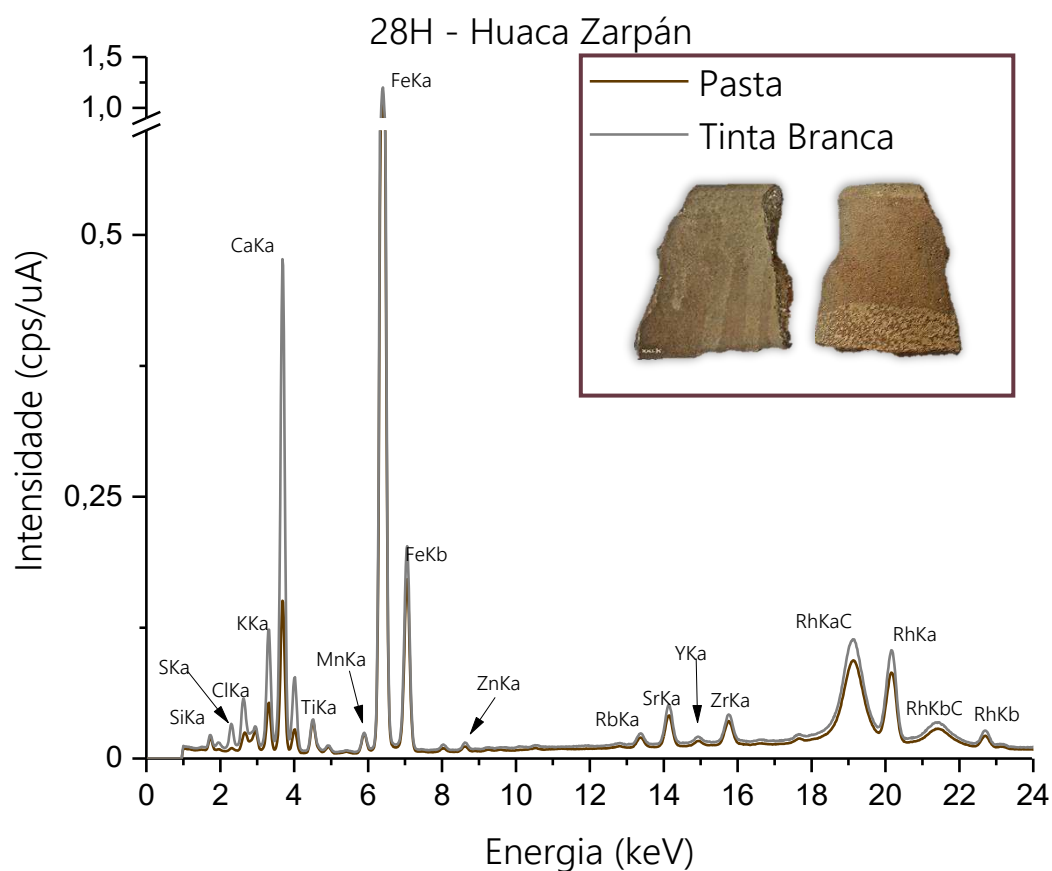 28H - Huaca Zarpán
1,5
1,0
0,5
0,25
0
Intensidade (cps/uA)
FeKa
CaKa
FeKb
KKa
SKa
ClKa
SiKa
TiKa
MnKa
ZnKa
RbKa
SrKa
YKa
ZrKa
RhKaC
RhKa
RhKbC
RhKb
Pasta
Tinta Branca
0 2 4 6 8 10 12 14 16 18 20 22 24
Energia (keV)